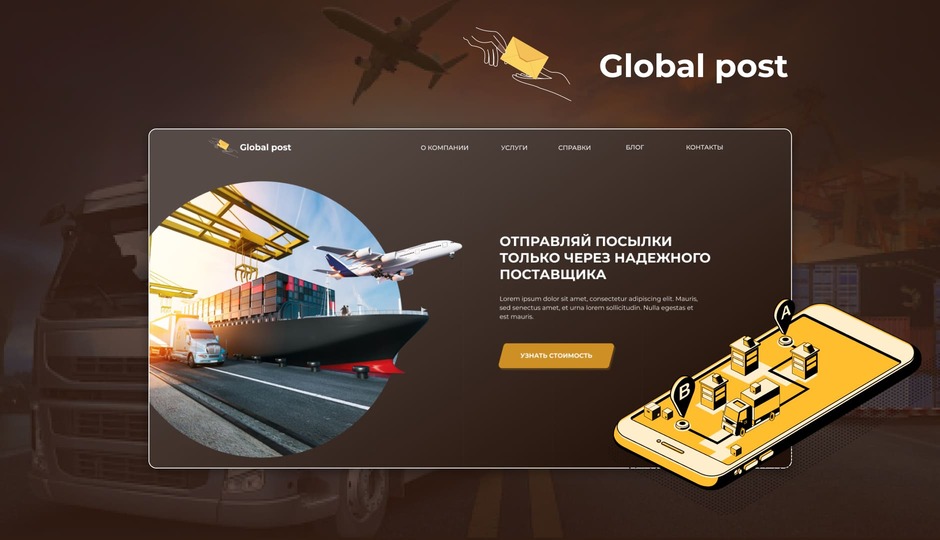 Global post
Global post
О КОМПАНИИ
УСЛУГИ
СПРАВКИ
БЛОГ
КОНТАКТЫ
ОТПРАВЛЯЙ ПОСЫЛКИ
ТОЛЬКО ЧЕРЕЗ НАДЕЖНОГО
ПОСТАВЩИКА
Lorem ipsum dolor sit amet, consectetur adipiscing elit. Mauris,
sed senectus amet, et urna lorem sollicitudin. Nulla egestas et
est mauris.
УЗНАТЬ СТОИМОСТЬ
A
B